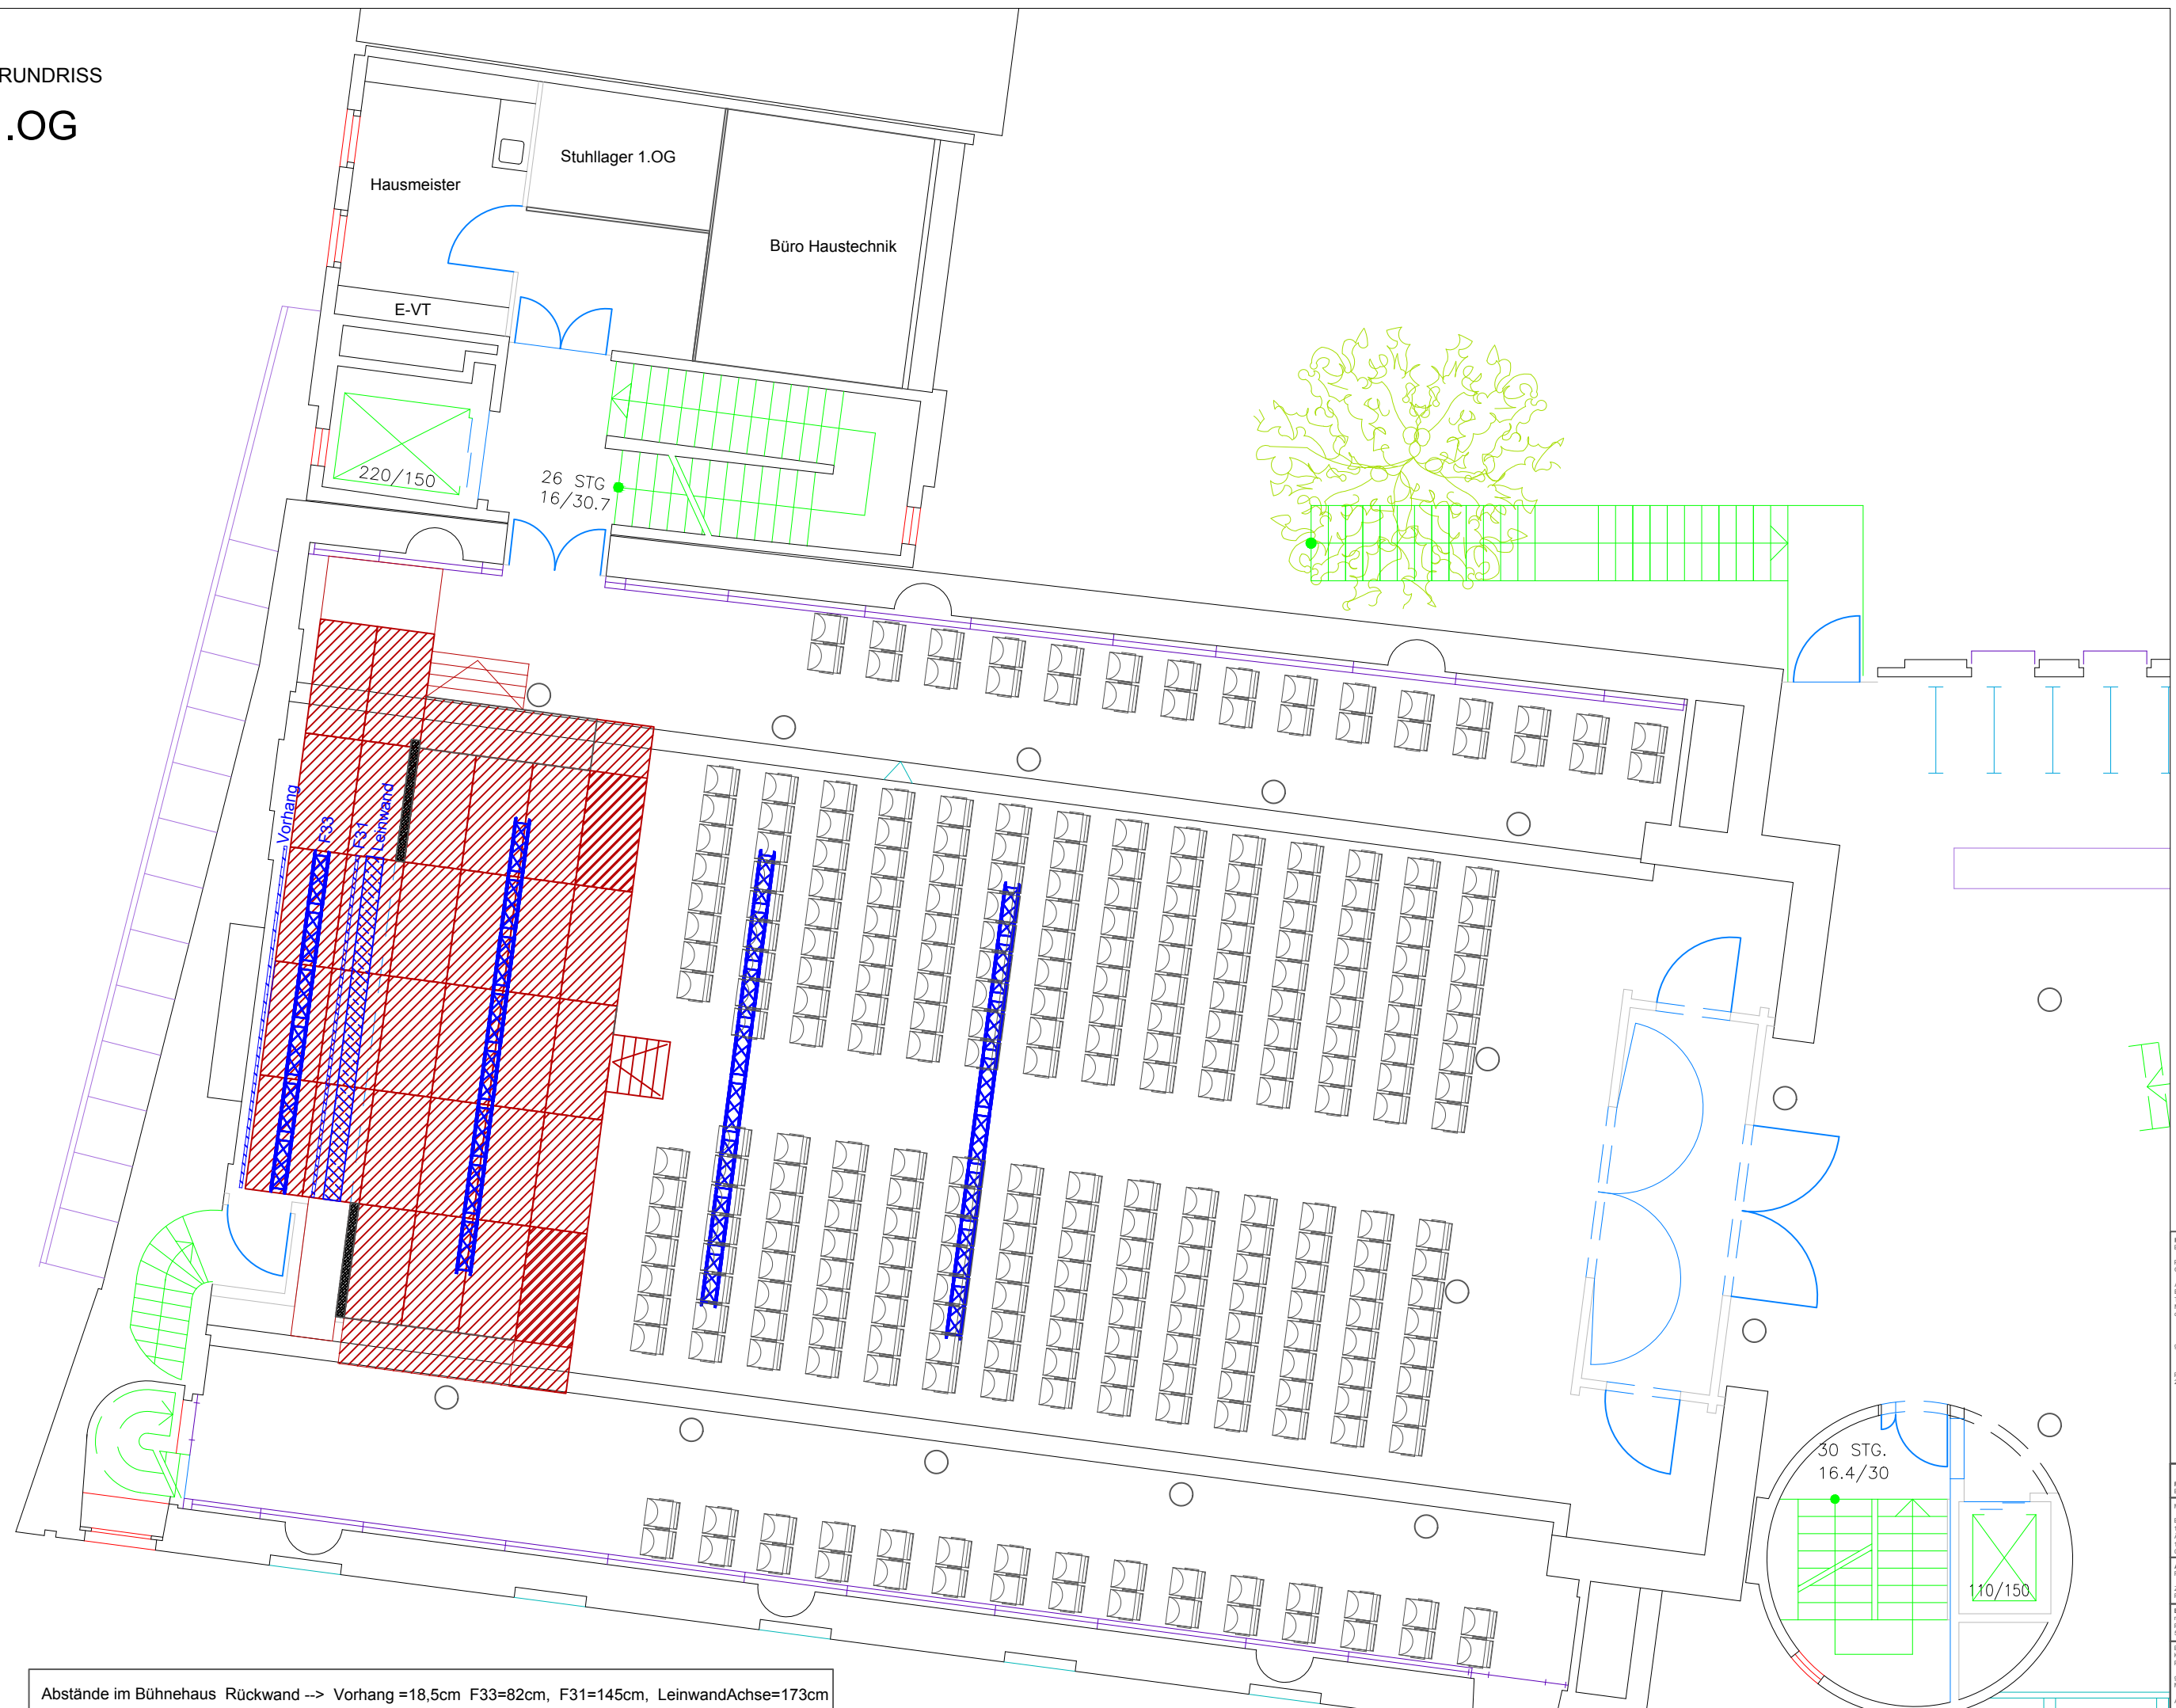 RUNDRISS
.OG
Stuhllager 1.OG
Hausmeister
Büro Haustechnik
E-VT
220/150
26 STG
16/30.7
Vorhang
F33
F31
Leinwand
30 STG.
16.4/30
110/150
Abstände im Bühnehaus Rückwand --> Vorhang =18,5cm F33=82cm, F31=145cm, LeinwandAchse=173cm